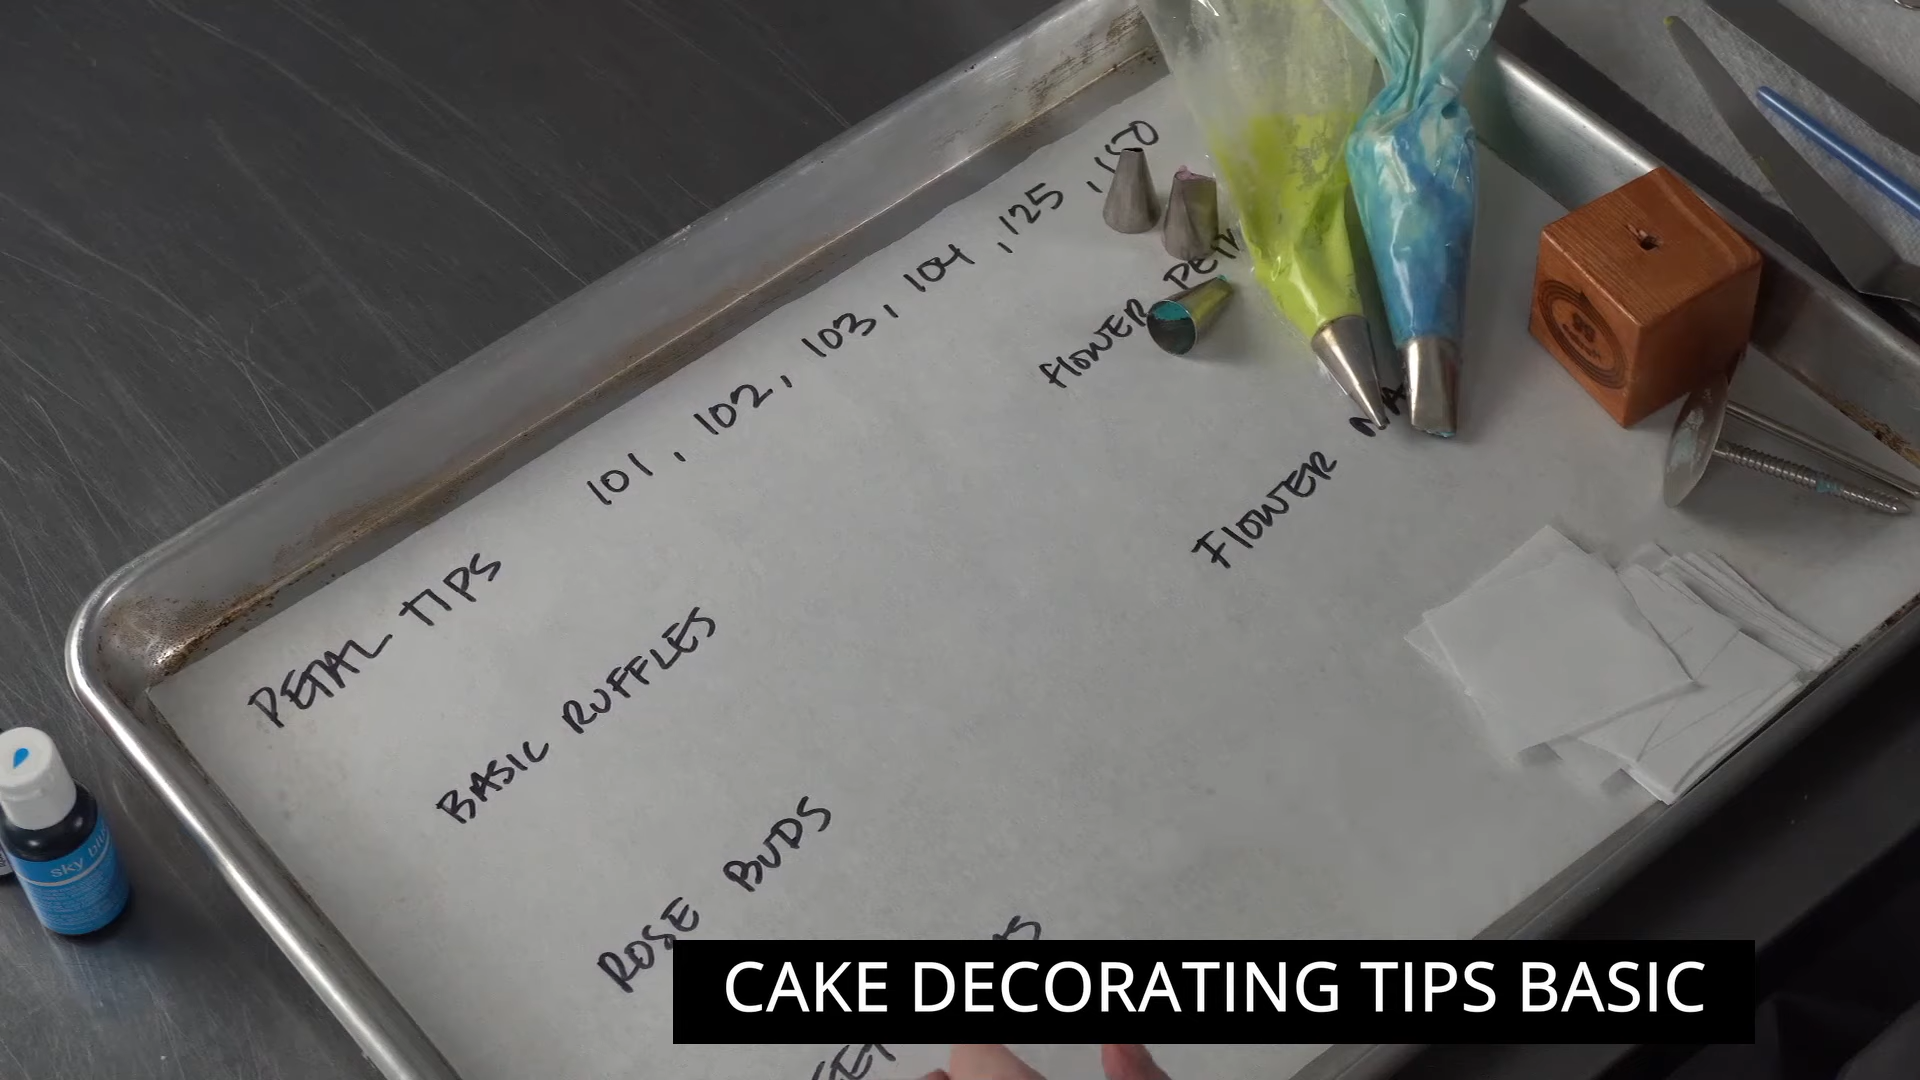 PETAL TIPS 101, 102, 103, 104, 125, 150
BASIC RUFFLES
FLOWER
ROSE BUDS
FLOWER
sky blu
CAKE DECORATING TIPS BASIC